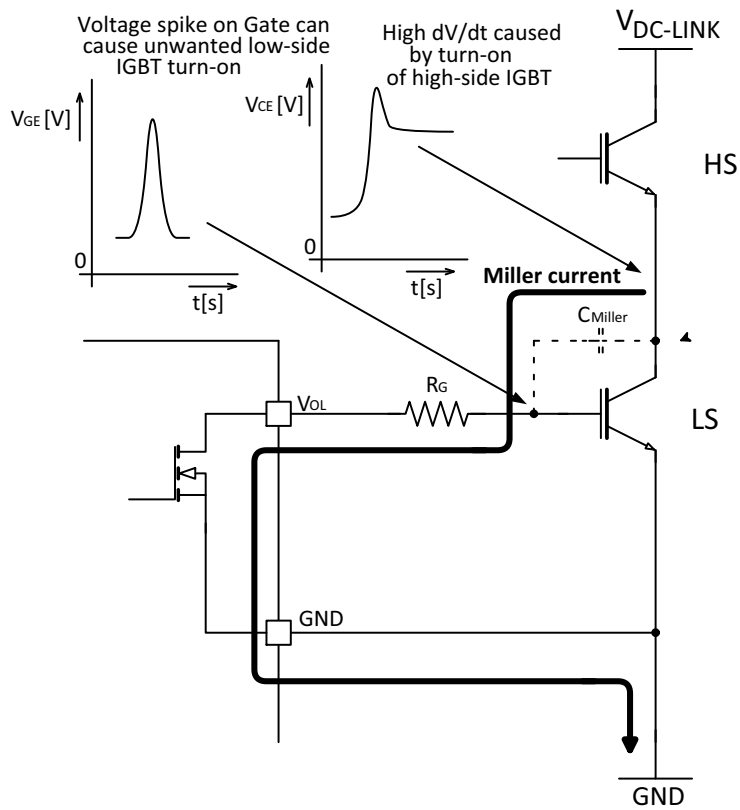 Voltage spike on Gate can
cause unwanted low-side
IGBT turn-on
High dV/dt caused
by turn-on
of high-side IGBT
VDC-LINK
VGE [V]
VCE [V]
HS
0
0
t[s]
t[s]
Miller current
CMiller
RG
VOL
LS
GND
GND